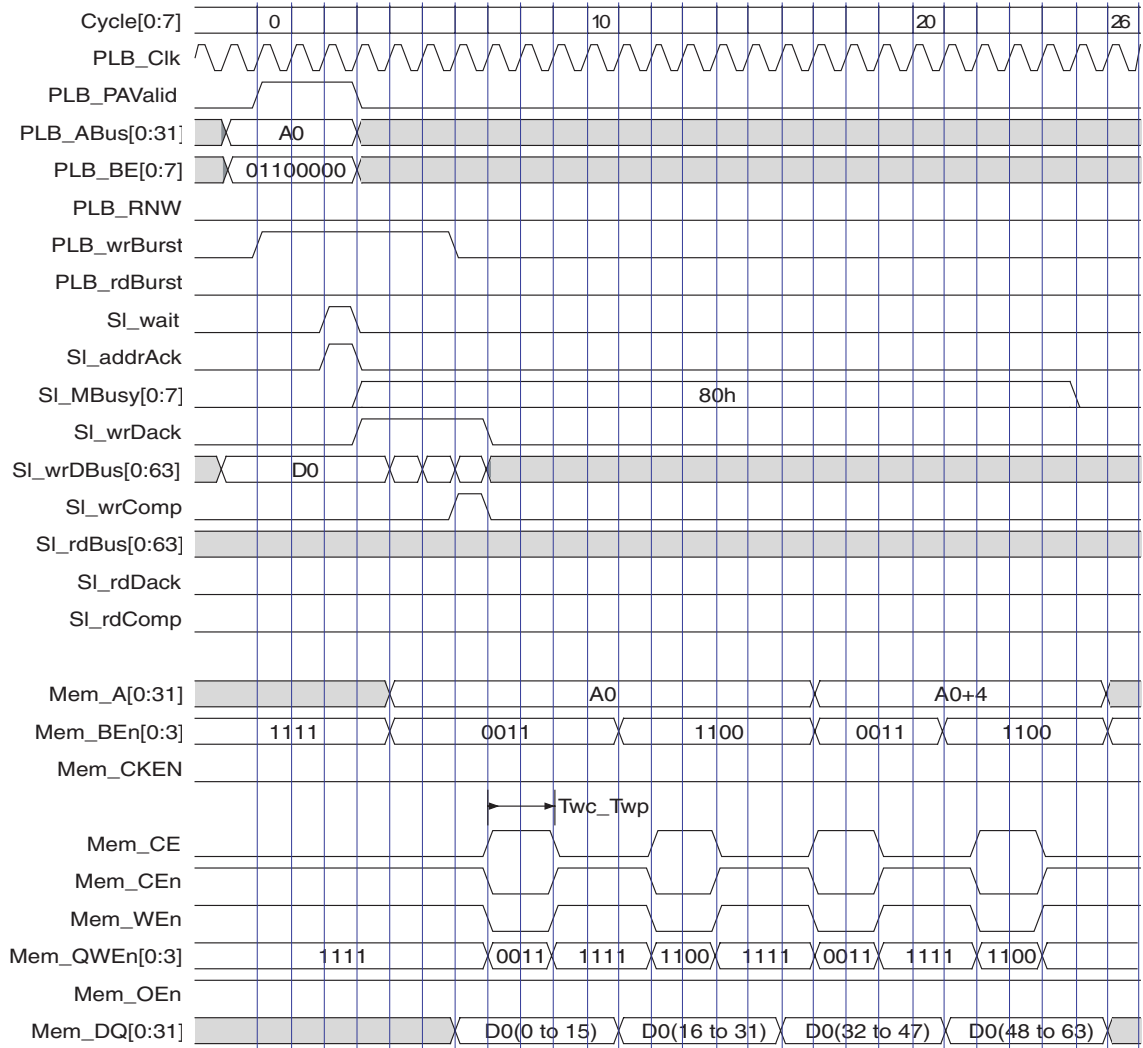 Cycle[0:7] 0 10 20 26
PLB_Clk
PLB_PAValid
PLB_ABus[0:31] A0
PLB_BE[0:7] 01100000
PLB_RNW
PLB_wrBurst
PLB_rdBurst
Sl_wait
Sl_addrAck
Sl_MBusy[0:7] 80h
Sl_wrDack
Sl_wrDBus[0:63] D0
Sl_wrComp
Sl_rdBus[0:63]
Sl_rdDack
Sl_rdComp
Mem_A[0:31] A0 A0+4
Mem_BEn[0:3] 1111 0011 1100 0011 1100
Mem_CKEN
Twc_Twp
Mem_CE
Mem_CEn
Mem_WEn
Mem_QWEn[0:3] 1111 0011 1111 1100 1111 0011 1111 1100
Mem_OEn
Mem_DQ[0:31] D0(0 to 15) D0(16 to 31) D0(32 to 47) D0(48 to 63)